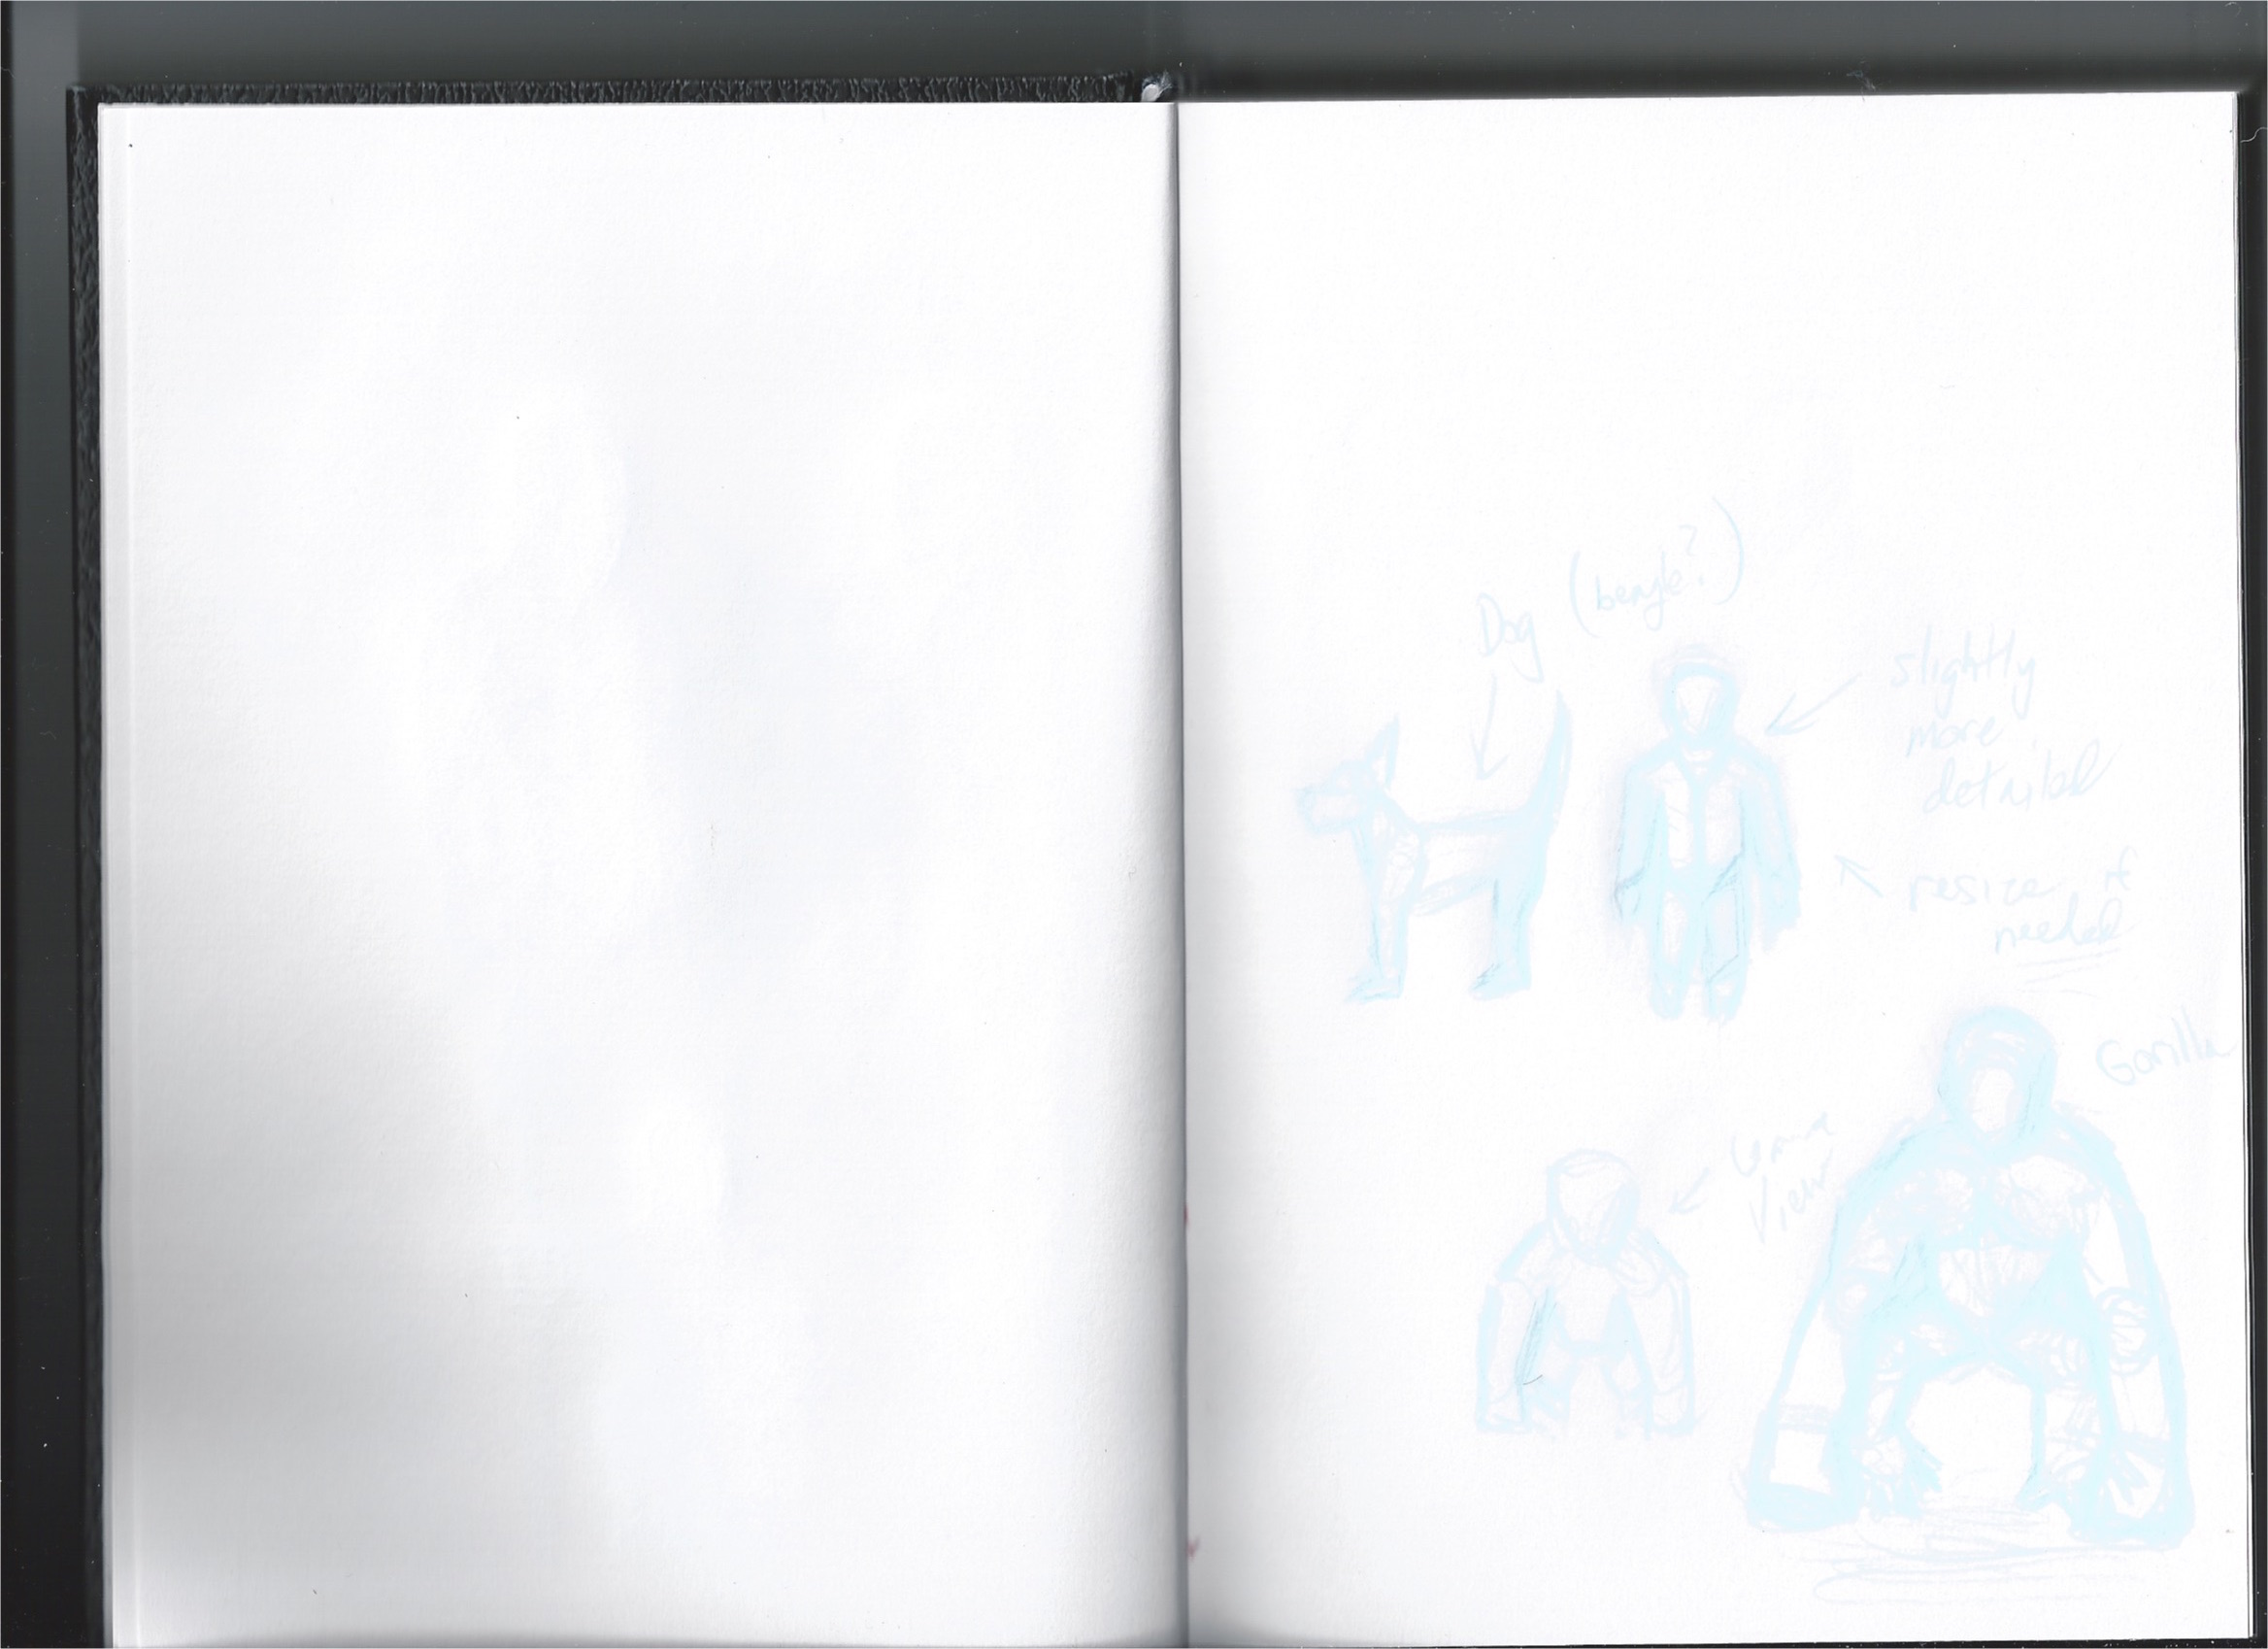 Dog (beagle?)
slightly
more
detailed
resize if
needed
Gorilla
View